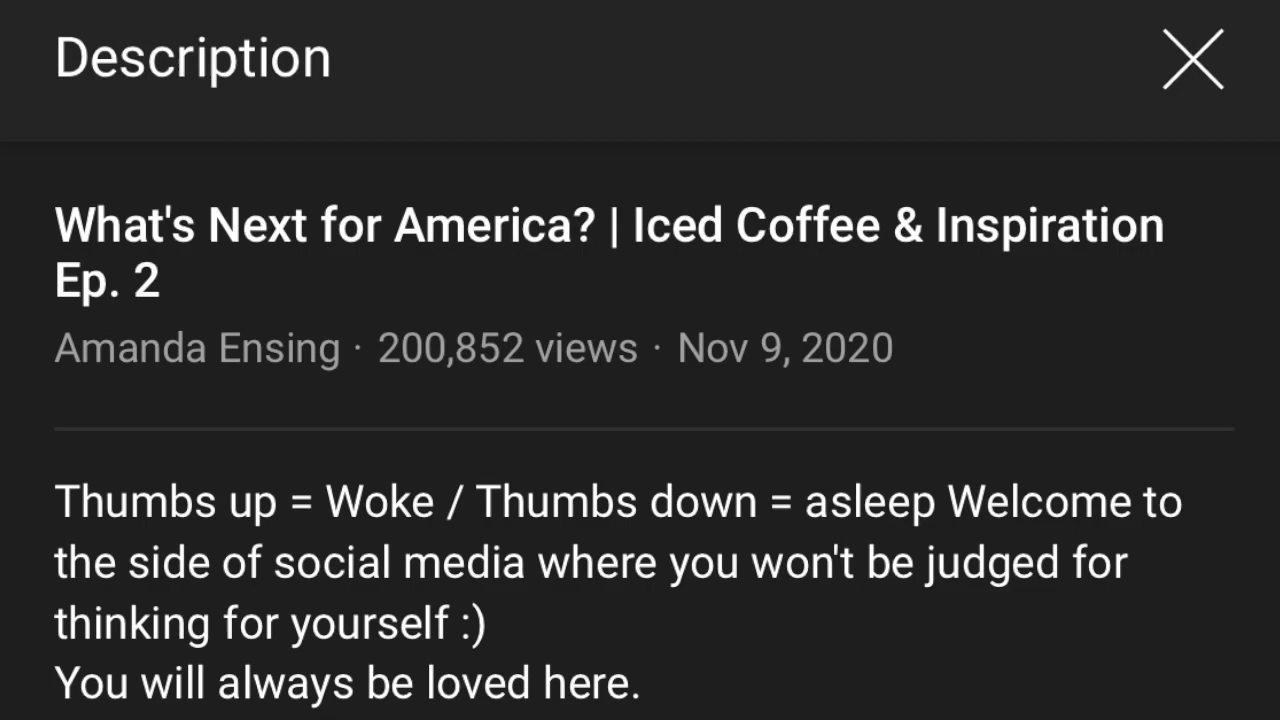 Description
What's Next for America? | Iced Coffee & Inspiration
Ep. 2
Amanda Ensing · 200,852 views · Nov 9, 2020
Thumbs up = Woke / Thumbs down = asleep Welcome to
the side of social media where you won't be judged for
thinking for yourself :)
You will always be loved here.